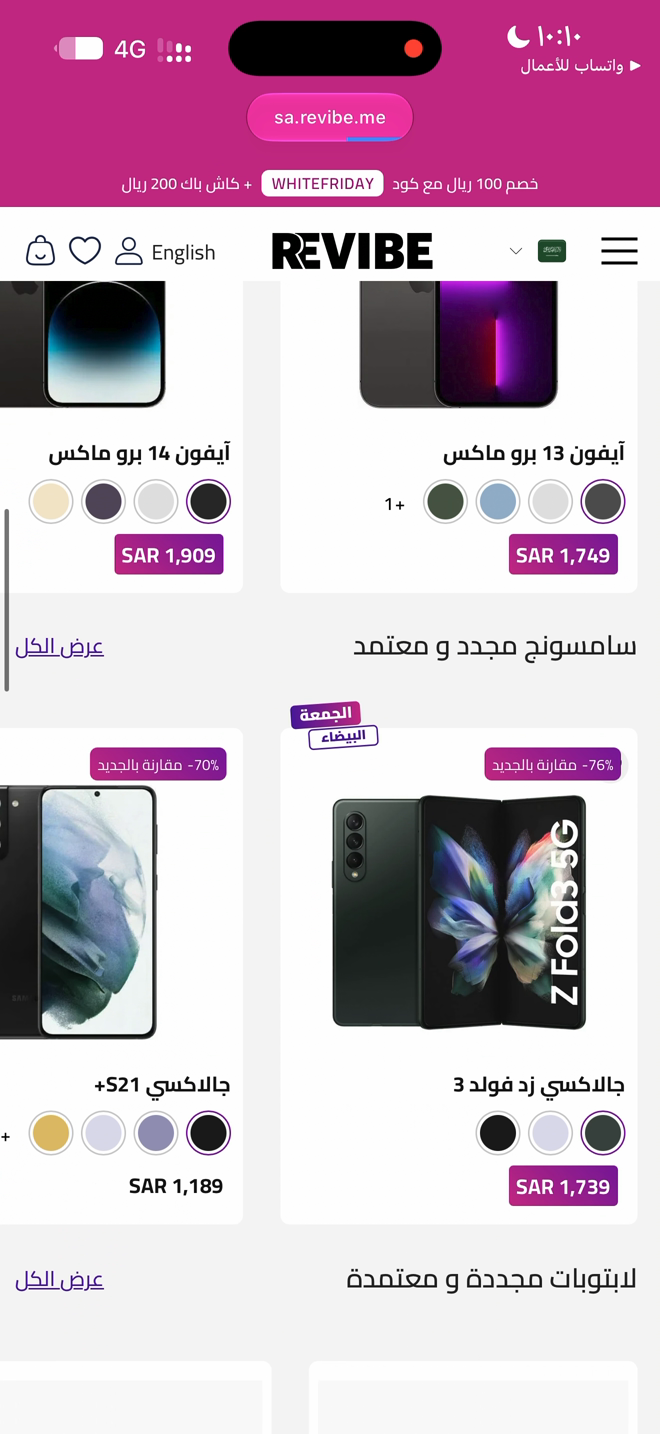 ١٠:١٠
4G
◀ واتساب للأعمال
sa.revibe.me
خصم 100 ريال مع كود WHITEFRIDAY + كاش باك 200 ريال
REVIBE
English
آيفون 13 برو ماكس
+1
SAR 1,749
آيفون 14 برو ماكس
SAR 1,909
سامسونج مجدد و معتمد
عرض الكل
الجمعة
البيضاء
-76% مقارنة بالجديد
Z Fold3 5G
جالاكسي زد فولد 3
SAR 1,739
-70% مقارنة بالجديد
جالاكسي S21+
+
SAR 1,189
لابتوبات مجددة و معتمدة
عرض الكل